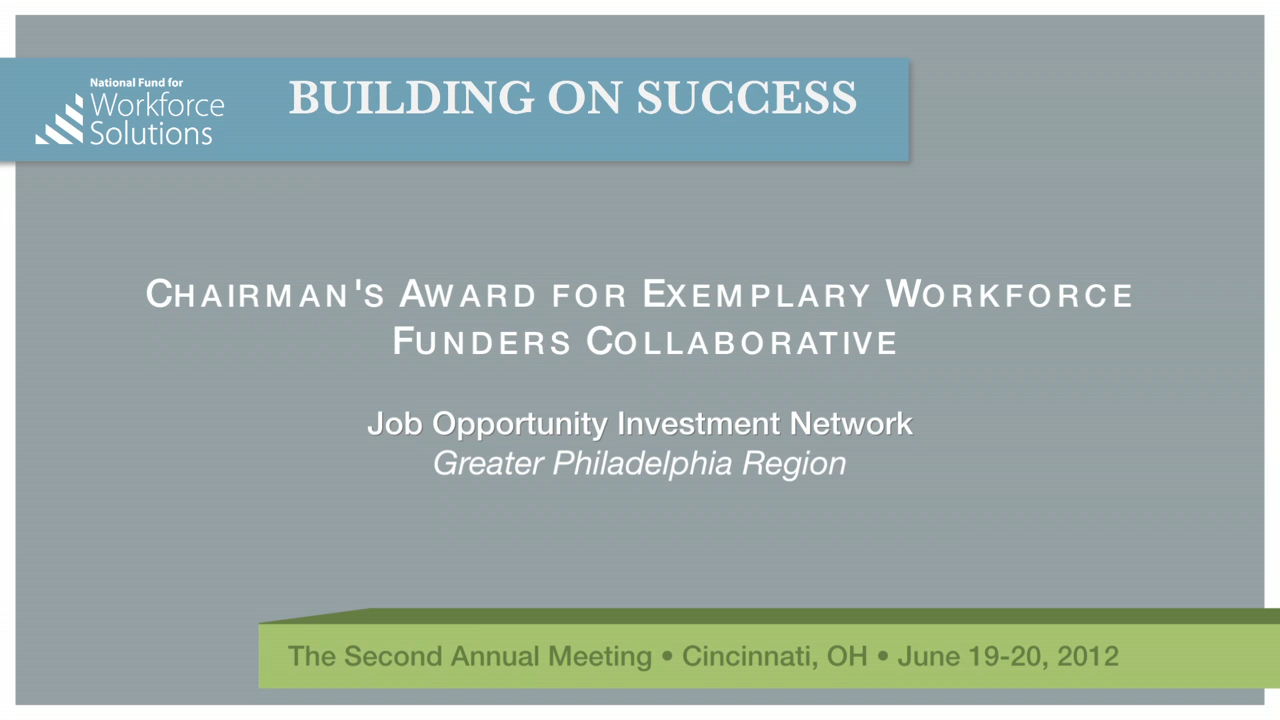 National Fund for
Workforce
Solutions
BUILDING ON SUCCESS
CHAIRMAN'S AWARD FOR EXEMPLARY WORKFORCE
FUNDERS COLLABORATIVE
Job Opportunity Investment Network
Greater Philadelphia Region
The Second Annual Meeting • Cincinnati, OH • June 19-20, 2012